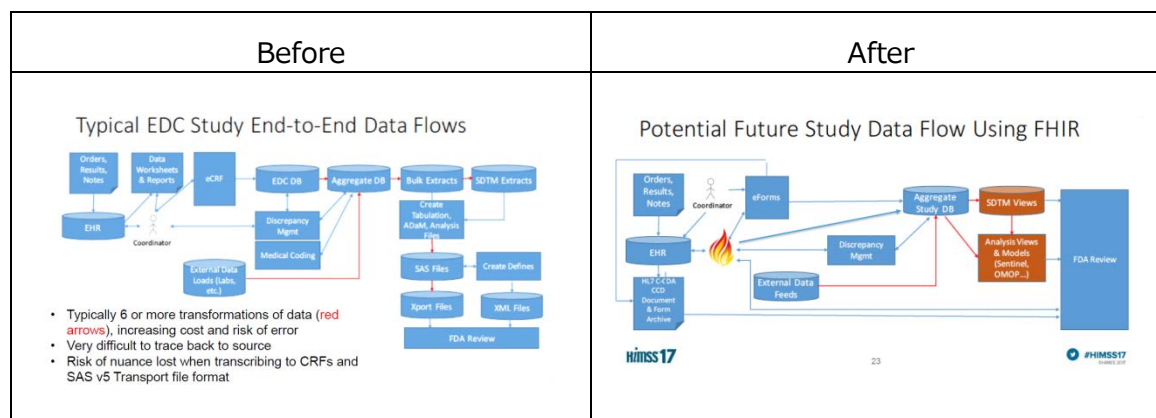 Before
After
Typical EDC Study End-to-End Data Flows
Orders,
Results,
Notes
Data
Worksheets
& Reports
eCRF
EDC DB
Aggregate DB
Bulk Extracts
SDTM Extracts
EHR
Coordinator
Discrepancy
Mgmt
Medical Coding
Create
Tabulation,
ADaM, Analysis
Files
External Data
Loads (Labs,
etc.)
SAS Files
Create Defines
Xport Files
XML Files
FDA Review
• Typically 6 or more transformations of data (red
arrows), increasing cost and risk of error
• Very difficult to trace back to source
• Risk of nuance lost when transcribing to CRFs and
SAS v5 Transport file format
Potential Future Study Data Flow Using FHIR
Orders,
Results,
Notes
Coordinator
eForms
Aggregate
Study DB
SDTM Views
EHR
Discrepancy
Mgmt
Analysis Views
& Models
(Sentinel,
OMOP...)
FDA Review
HL7 C-CDA
CCD
Document
& Form
Archive
External Data
Feeds
HIMSS17
23
#HIMSS17